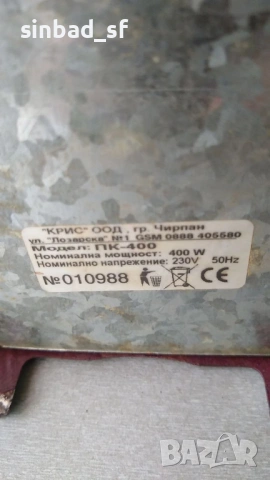 sinbad_sf
"КРИС" ООД , гр. Чирпан
ул. "Лозарска" №1 GSM 0888 405580
Модел: ПК-400
Номинална мощност: 400 W
Номинално напрежение: 230V 50Hz
№010988
CE
BAZAR